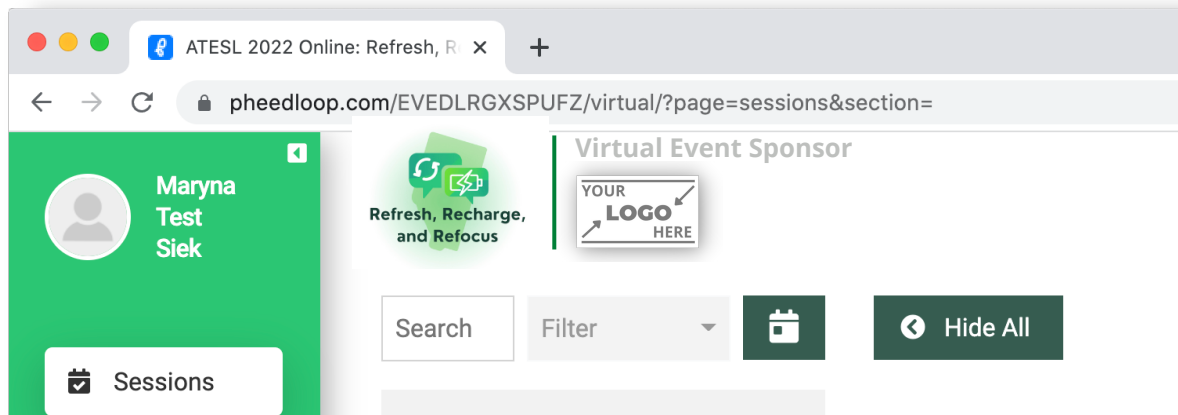 ATESL 2022 Online: Refresh, R
pheedloop.com/EVEDLRGXSPUFZ/virtual/?page=sessions&section=
Maryna
Test
Siek
Refresh, Recharge,
and Refocus
Virtual Event Sponsor
YOUR
LOGO
HERE
Search
Filter
Hide All
Sessions